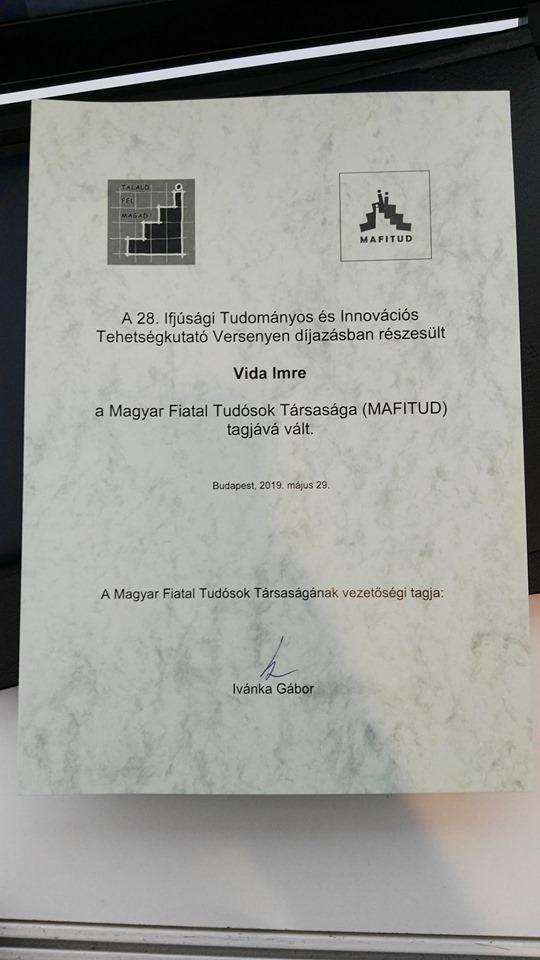 TALÁLD
FEL
MAGAD!
MAFITUD
A 28. Ifjúsági Tudományos és Innovációs
Tehetségkutató Versenyen díjazásban részesült
Vida Imre
a Magyar Fiatal Tudósok Társasága (MAFITUD)
tagjává vált.
Budapest, 2019. május 29.
A Magyar Fiatal Tudósok Társaságának vezetőségi tagja:
Ivánka Gábor